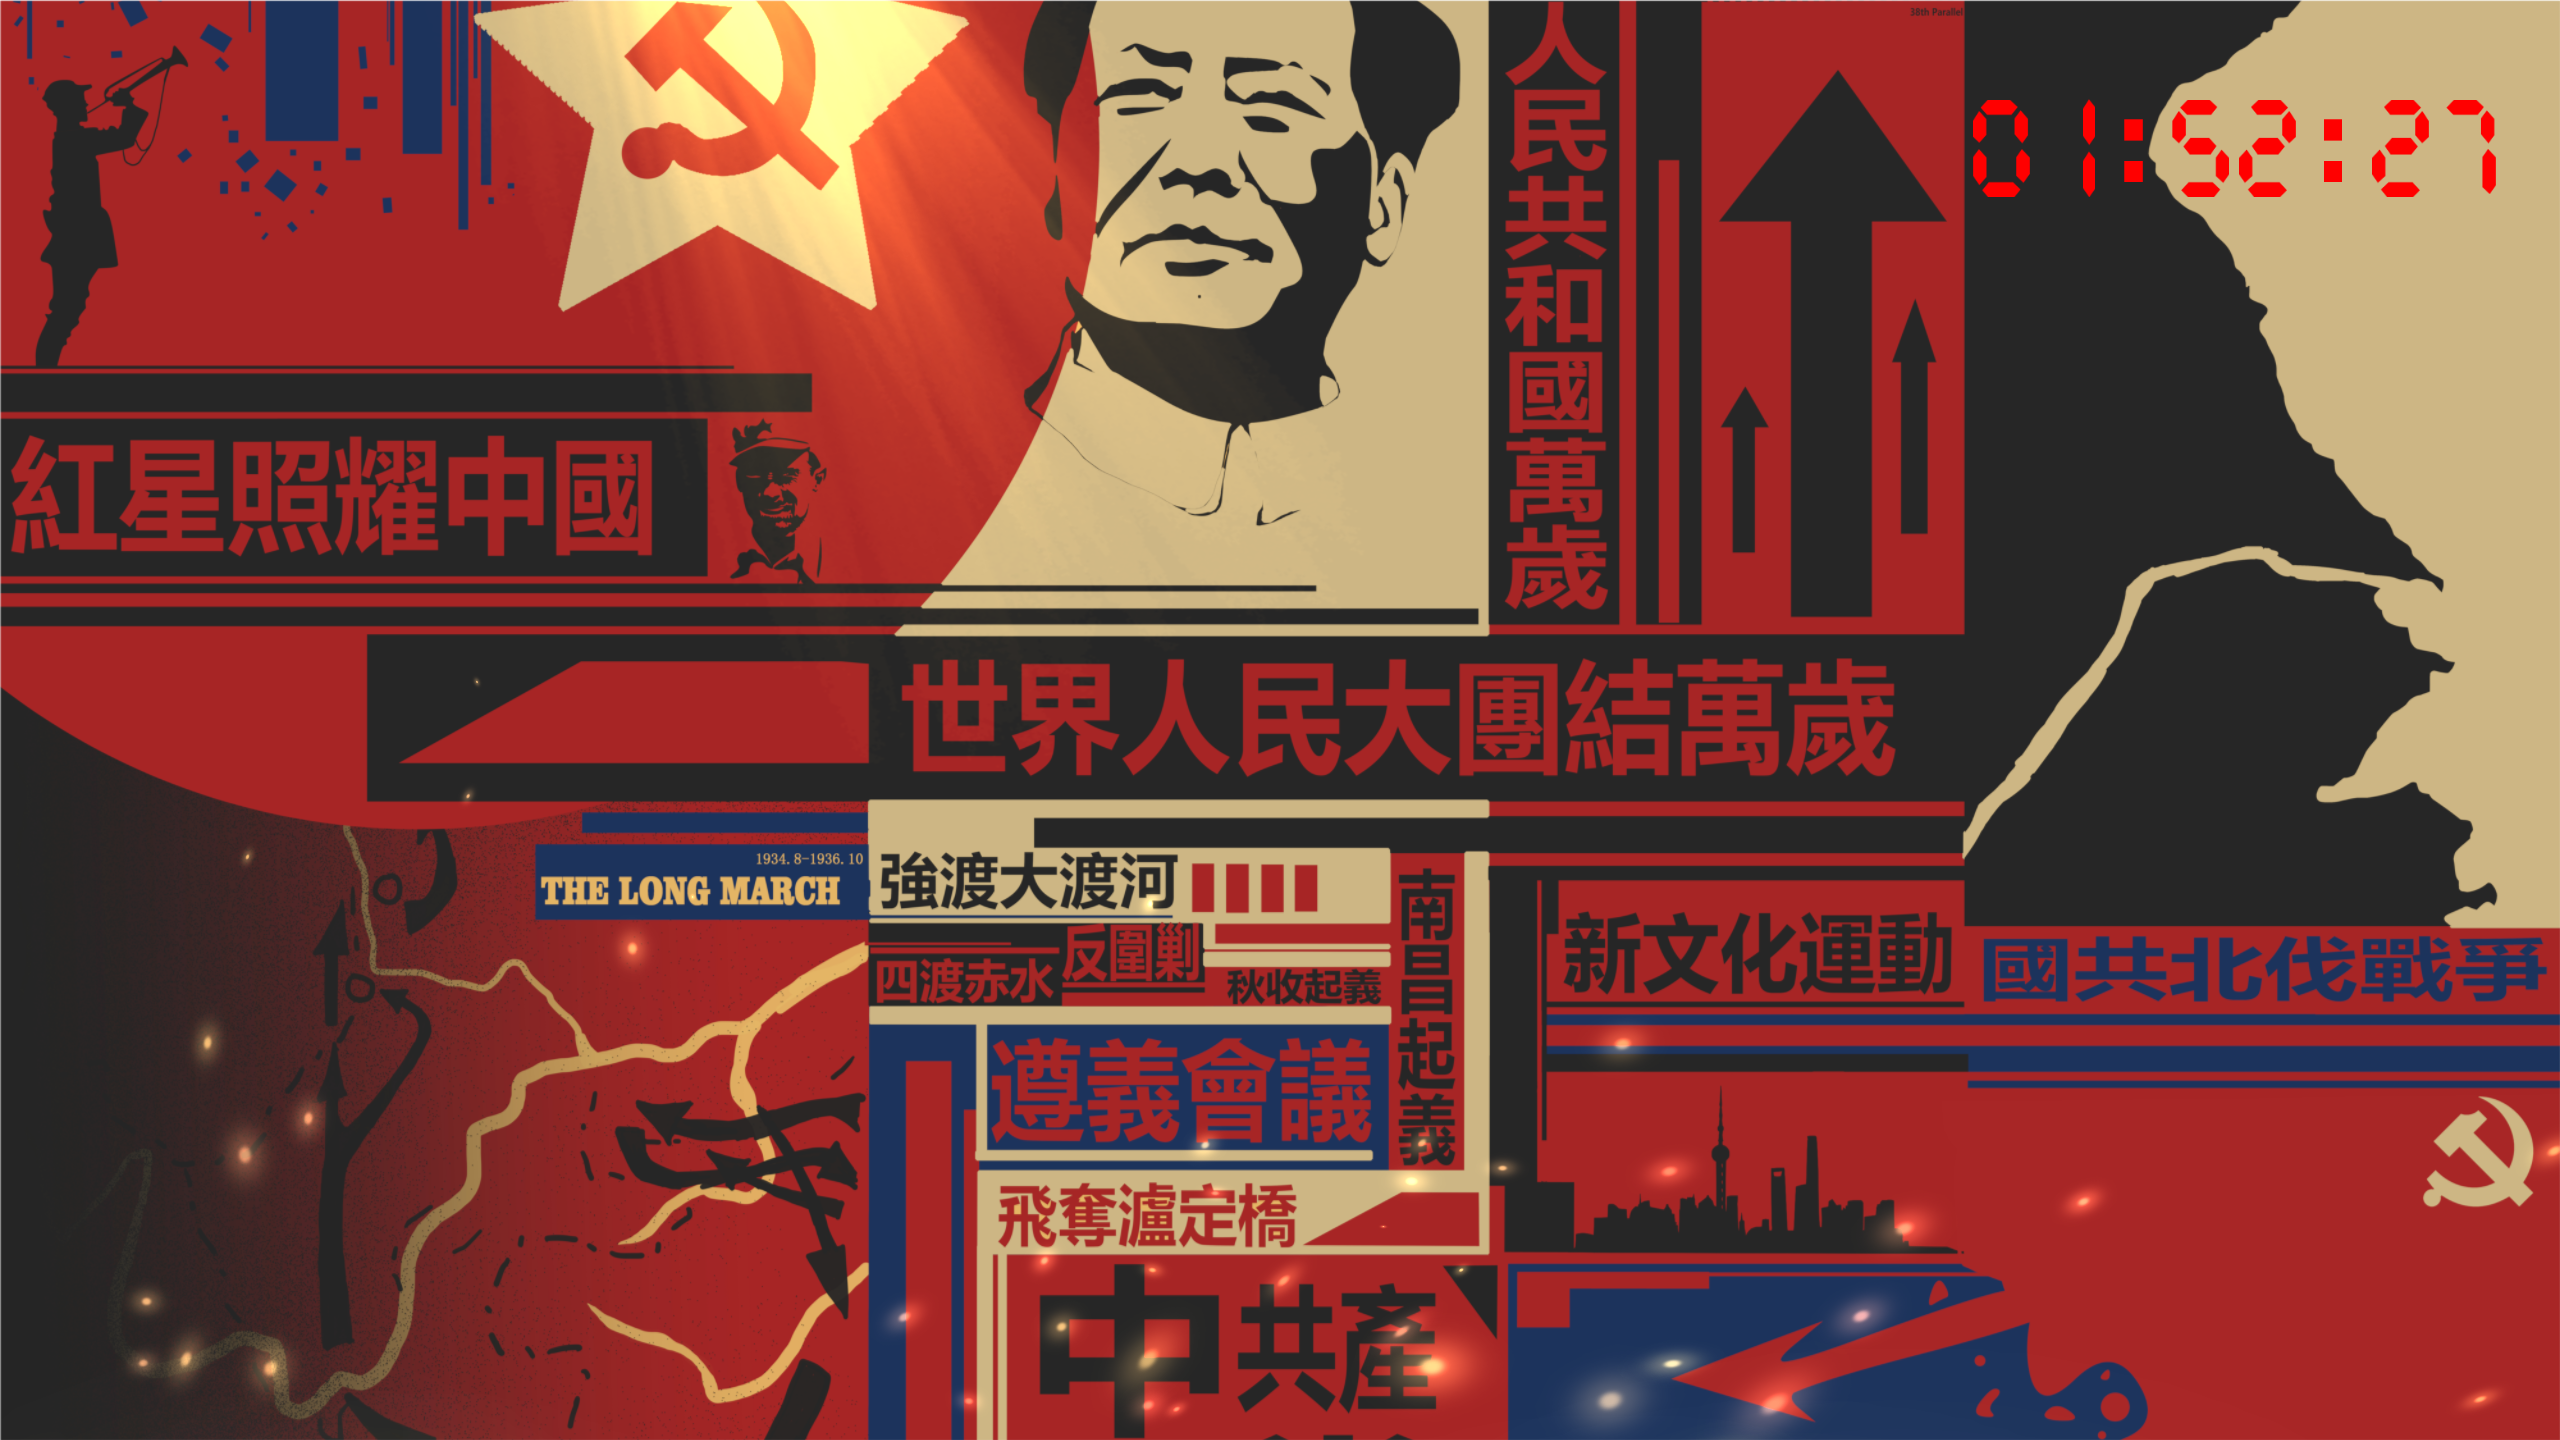 38th Parallel
01:52:27
人民共和國萬歲
紅星照耀中國
世界人民大團結萬歲
1934.8-1936.10
THE LONG MARCH
強渡大渡河
反圍剿
四渡赤水
秋收起義
南昌起義
新文化運動
國共北伐戰爭
遵義會議
飛奪瀘定橋
中共產